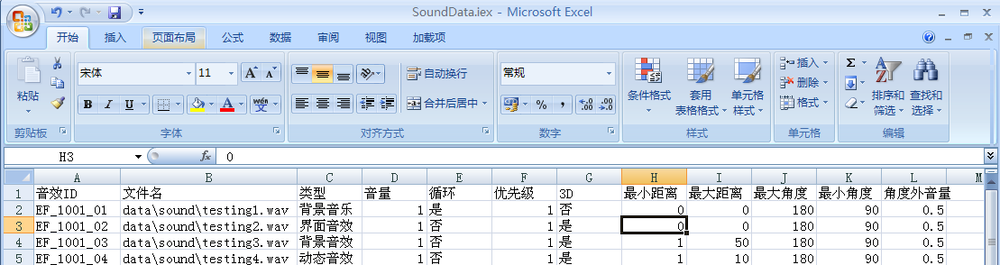 SoundData.iex - Microsoft Excel
开始 插入 页面布局 公式 数据 审阅 视图 加载项
粘贴
剪贴板
宋体 11 A A
B I U A wén 文
字体
自动换行
合并后居中
对齐方式
常规
% ,
.0 .00 .00 .0
数字
条件格式
套用
表格格式
单元格
样式
样式
插入
删除
格式
单元格
Σ
排序和
筛选
查找和
选择
编辑
H3 fx 0
A B C D E F G H I J K L M
1 音效ID 文件名 类型 音量 循环 优先级 3D 最小距离 最大距离 最大角度 最小角度 角度外音量
2 EF_1001_01 data\sound\testing1.wav 背景音乐 1 是 1 否 0 0 180 90 0.5
3 EF_1001_02 data\sound\testing2.wav 界面音效 1 否 1 是 0 0 180 90 0.5
4 EF_1001_03 data\sound\testing3.wav 背景音效 1 否 1 是 1 50 180 90 0.5
5 EF_1001_04 data\sound\testing4.wav 动态音效 1 否 1 是 1 10 180 90 0.5